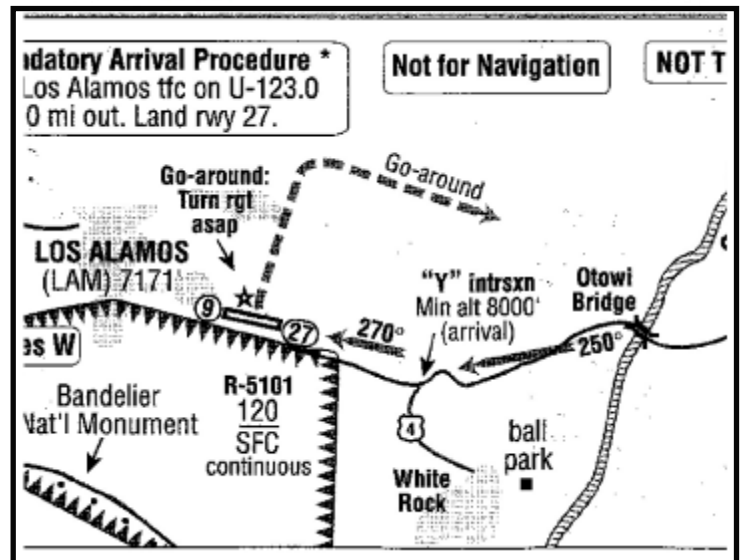 ndatory Arrival Procedure *
Los Alamos tfc on U-123.0
0 mi out. Land rwy 27.
Not for Navigation
NOT T
Go-around:
Turn rgt
asap
Go-around
LOS ALAMOS
(LAM) 7171'
9
27
270°
"Y" intrsxn
Min alt 8000'
(arrival)
Otowi
Bridge
250°
es W
Bandelier
Nat'l Monument
R-5101
120
SFC
continuous
4
White
Rock
ball
park